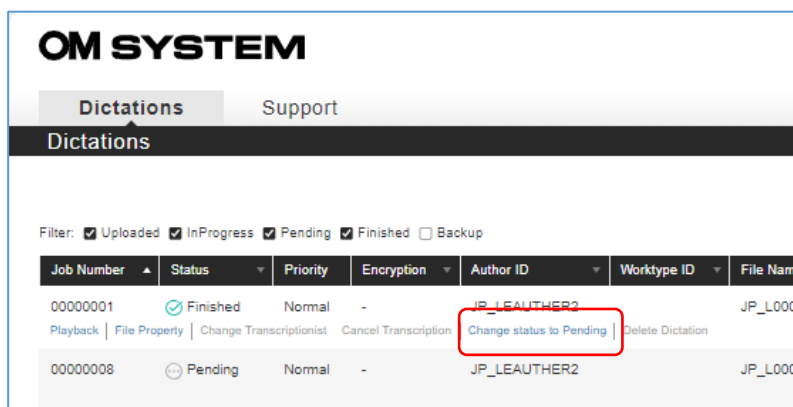 OM SYSTEM
Dictations Support
Dictations
Filter: Uploaded InProgress Pending Finished Backup
Job Number Status Priority Encryption Author ID Worktype ID File Nam
00000001 Finished Normal - JP_LEAUTHER2 JP_L000
Playback | File Property | Change Transcriptionist Cancel Transcription | Change status to Pending | Delete Dictation
00000008 Pending Normal - JP_LEAUTHER2 JP_L000